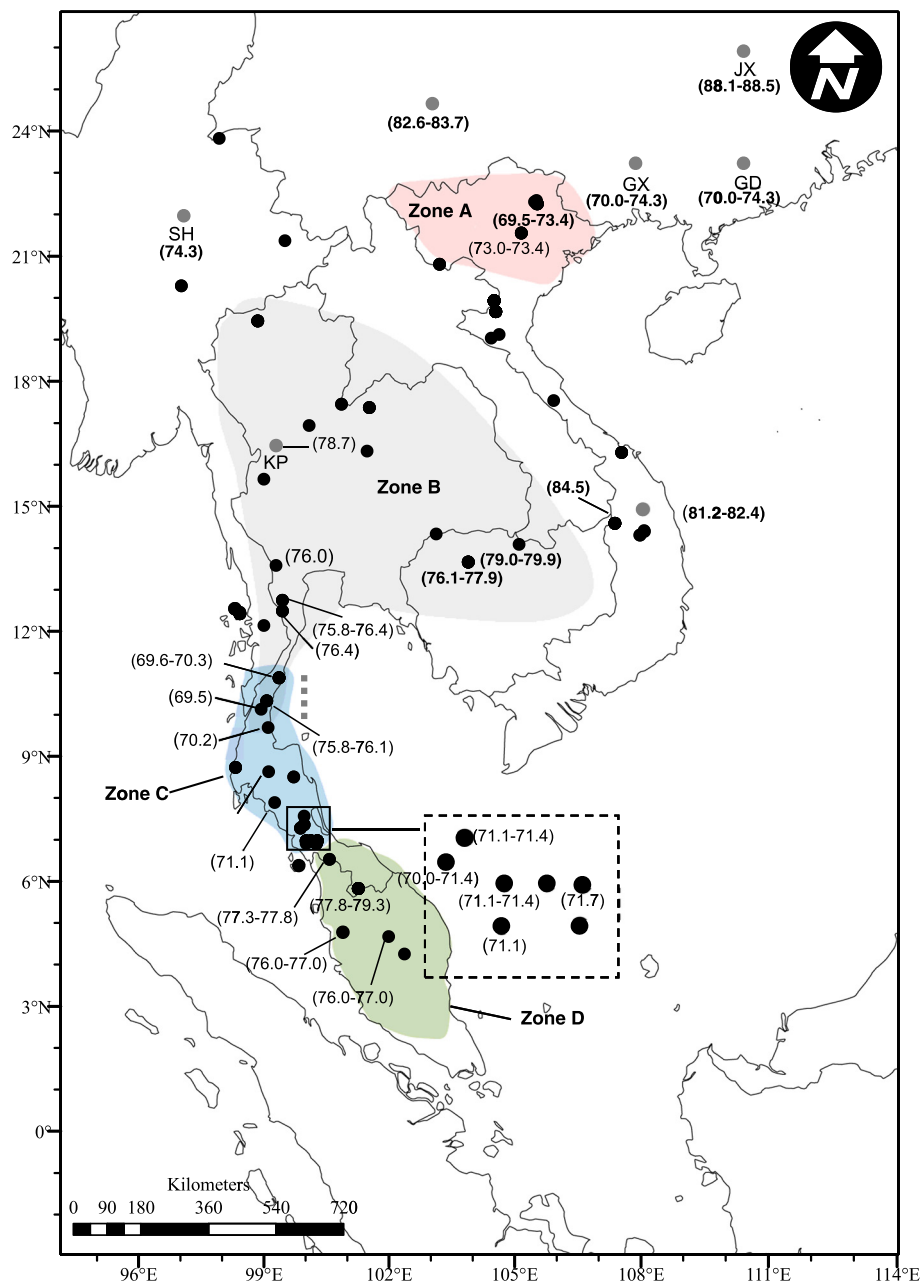 N
JX
(88.1-88.5)
24°N
(82.6-83.7)
GX
(70.0-74.3)
GD
(70.0-74.3)
Zone A
(69.5-73.4)
(73.0-73.4)
SH
(74.3)
21°N
18°N
(78.7)
KP
Zone B
15°N
(84.5)
(81.2-82.4)
(76.0)
(79.0-79.9)
(76.1-77.9)
12°N
(75.8-76.4)
(76.4)
(69.6-70.3)
(69.5)
(70.2)
(75.8-76.1)
9°N
Zone C
(71.1)
(71.1-71.4)
(70.0-71.4)
(71.1-71.4)
(71.7)
(71.1)
6°N
(77.3-77.8)
(77.8-79.3)
(76.0-77.0)
(76.0-77.0)
3°N
Zone D
0°
Kilometers
0 90 180 360 540 720
96°E 99°E 102°E 105°E 108°E 111°E 114°E